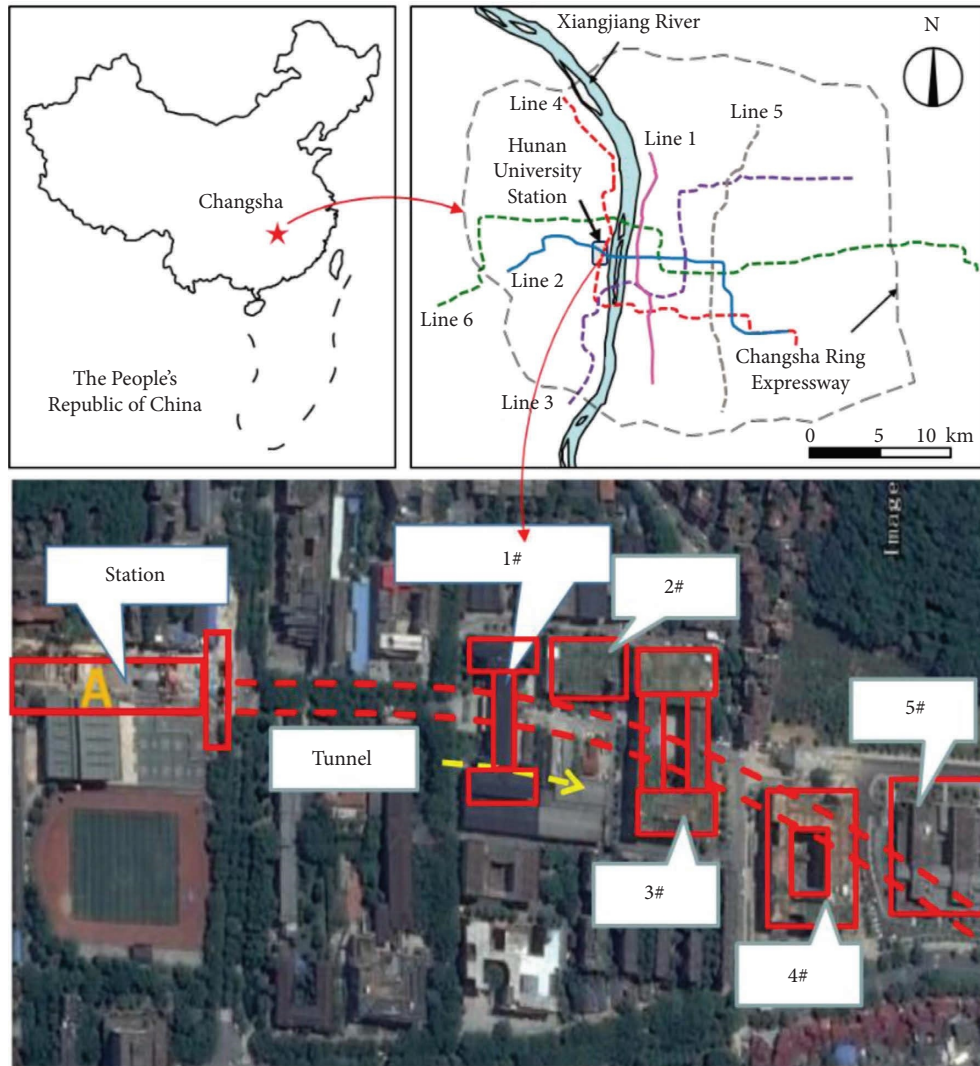 Changsha
The People's
Republic of China
Xiangjiang River
N
Line 4
Line 5
Line 1
Hunan
University
Station
Line 2
Line 6
Line 3
Changsha Ring
Expressway
0 5 10 km
Image
1#
Station
2#
A
5#
Tunnel
3#
4#